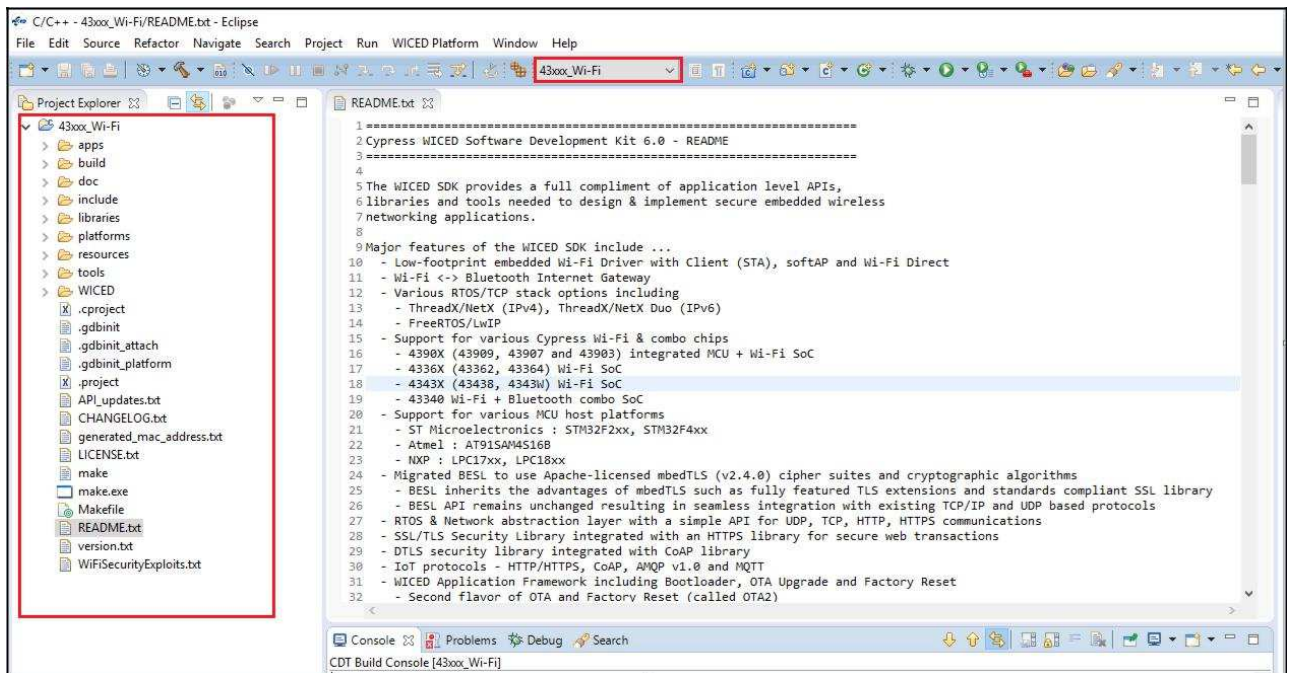 C/C++ - 43xxx_Wi-Fi/README.txt - Eclipse
File Edit Source Refactor Navigate Search Project Run WICED Platform Window Help
43xxx_Wi-Fi
Project Explorer
43xxx_Wi-Fi
apps
build
doc
include
libraries
platforms
resources
tools
WICED
.cproject
.gdbinit
.gdbinit_attach
.gdbinit_platform
.project
API_updates.txt
CHANGELOG.txt
generated_mac_address.txt
LICENSE.txt
make
make.exe
Makefile
README.txt
version.txt
WiFiSecurityExploits.txt
README.txt
1 ======================================================================
2 Cypress WICED Software Development Kit 6.0 - README
3 ======================================================================
4
5 The WICED SDK provides a full compliment of application level APIs,
6 libraries and tools needed to design & implement secure embedded wireless
7 networking applications.
8
9 Major features of the WICED SDK include ...
10 - Low-footprint embedded Wi-Fi Driver with Client (STA), softAP and Wi-Fi Direct
11 - Wi-Fi <-> Bluetooth Internet Gateway
12 - Various RTOS/TCP stack options including
13 - ThreadX/NetX (IPv4), ThreadX/NetX Duo (IPv6)
14 - FreeRTOS/LwIP
15 - Support for various Cypress Wi-Fi & combo chips
16 - 4390X (43909, 43907 and 43903) integrated MCU + Wi-Fi SoC
17 - 4336X (43362, 43364) Wi-Fi SoC
18 - 4343X (43438, 4343W) Wi-Fi SoC
19 - 43340 Wi-Fi + Bluetooth combo SoC
20 - Support for various MCU host platforms
21 - ST Microelectronics : STM32F2xx, STM32F4xx
22 - Atmel : AT91SAM4S16B
23 - NXP : LPC17xx, LPC18xx
24 - Migrated BESL to use Apache-licensed mbedTLS (v2.4.0) cipher suites and cryptographic algorithms
25 - BESL inherits the advantages of mbedTLS such as fully featured TLS extensions and standards compliant SSL library
26 - BESL API remains unchanged resulting in seamless integration with existing TCP/IP and UDP based protocols
27 - RTOS & Network abstraction layer with a simple API for UDP, TCP, HTTP, HTTPS communications
28 - SSL/TLS Security Library integrated with an HTTPS library for secure web transactions
29 - DTLS security library integrated with CoAP library
30 - IoT protocols - HTTP/HTTPS, CoAP, AMQP v1.0 and MQTT
31 - WICED Application Framework including Bootloader, OTA Upgrade and Factory Reset
32 - Second flavor of OTA and Factory Reset (called OTA2)
Console Problems Debug Search
CDT Build Console [43xxx_Wi-Fi]